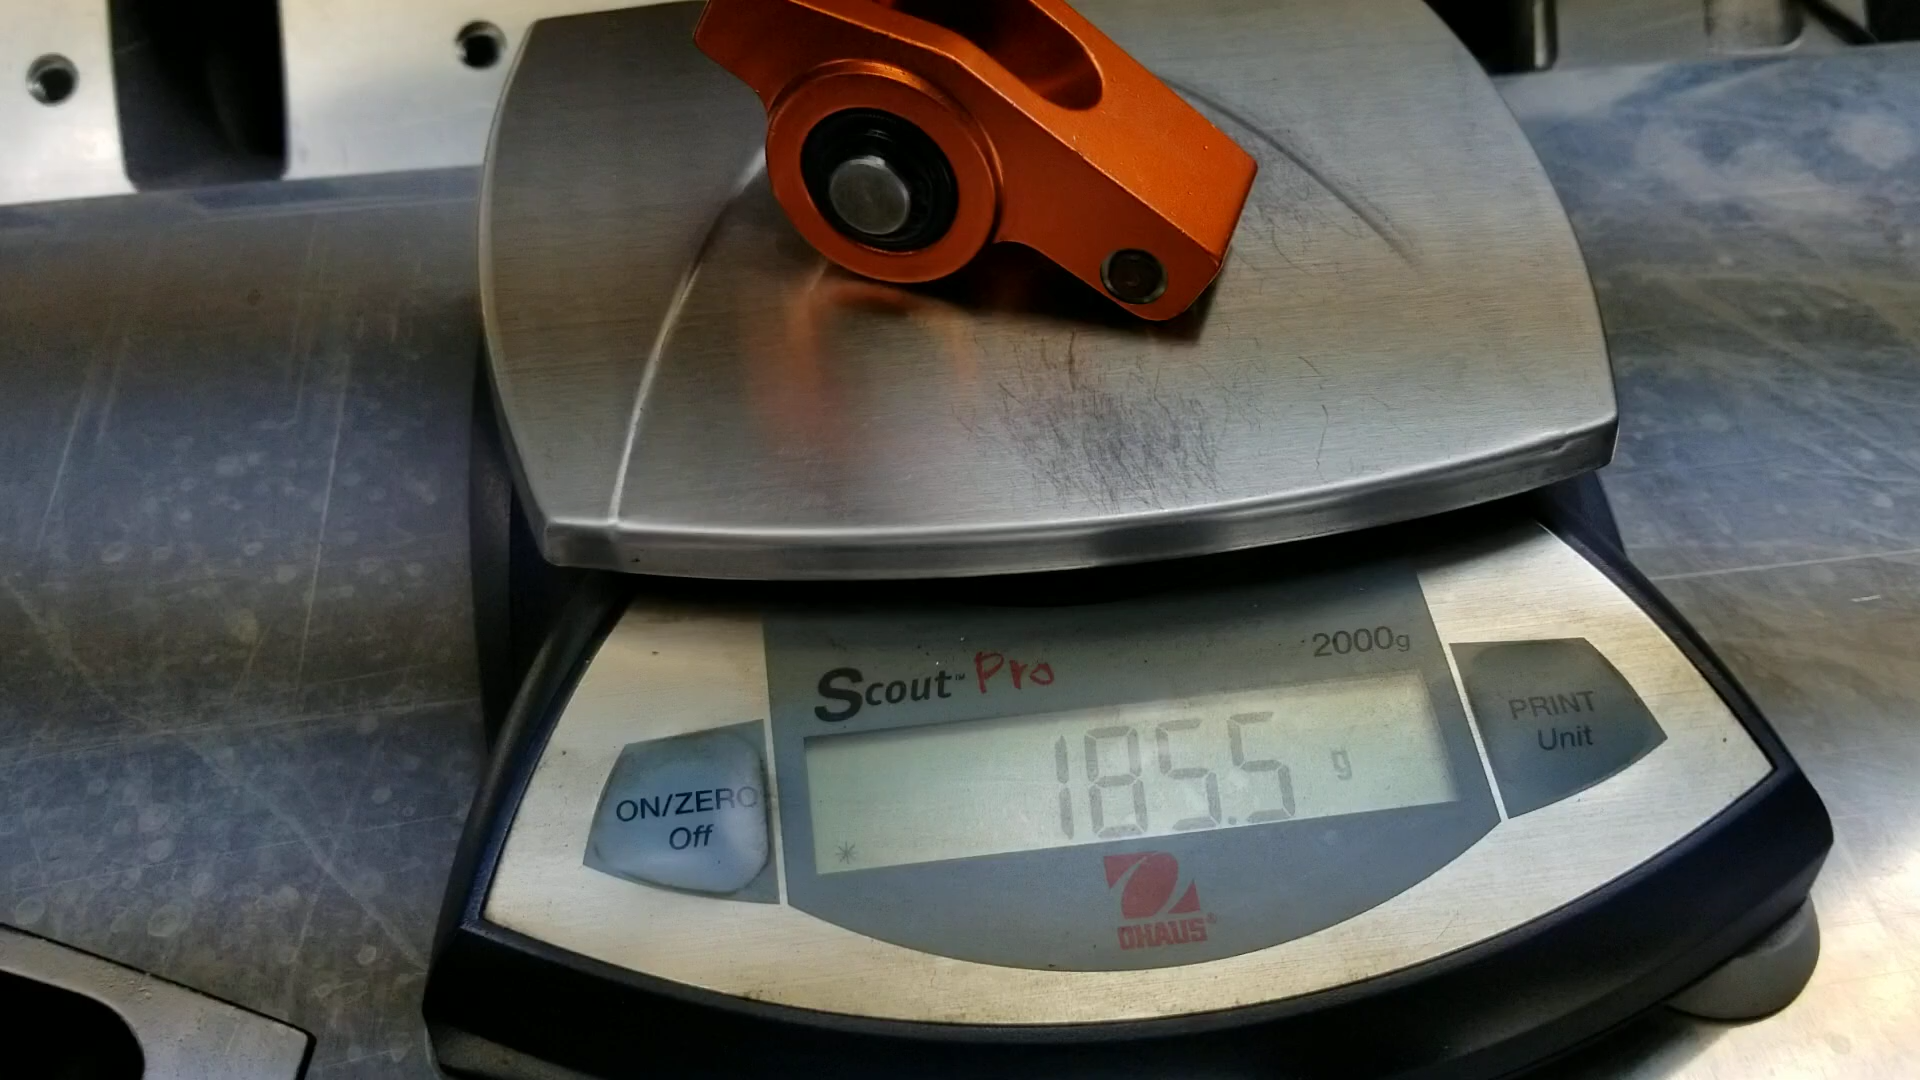 2000g
Scout™ Pro
PRINT
Unit
185.5 g
ON/ZERO
Off
OHAUS®